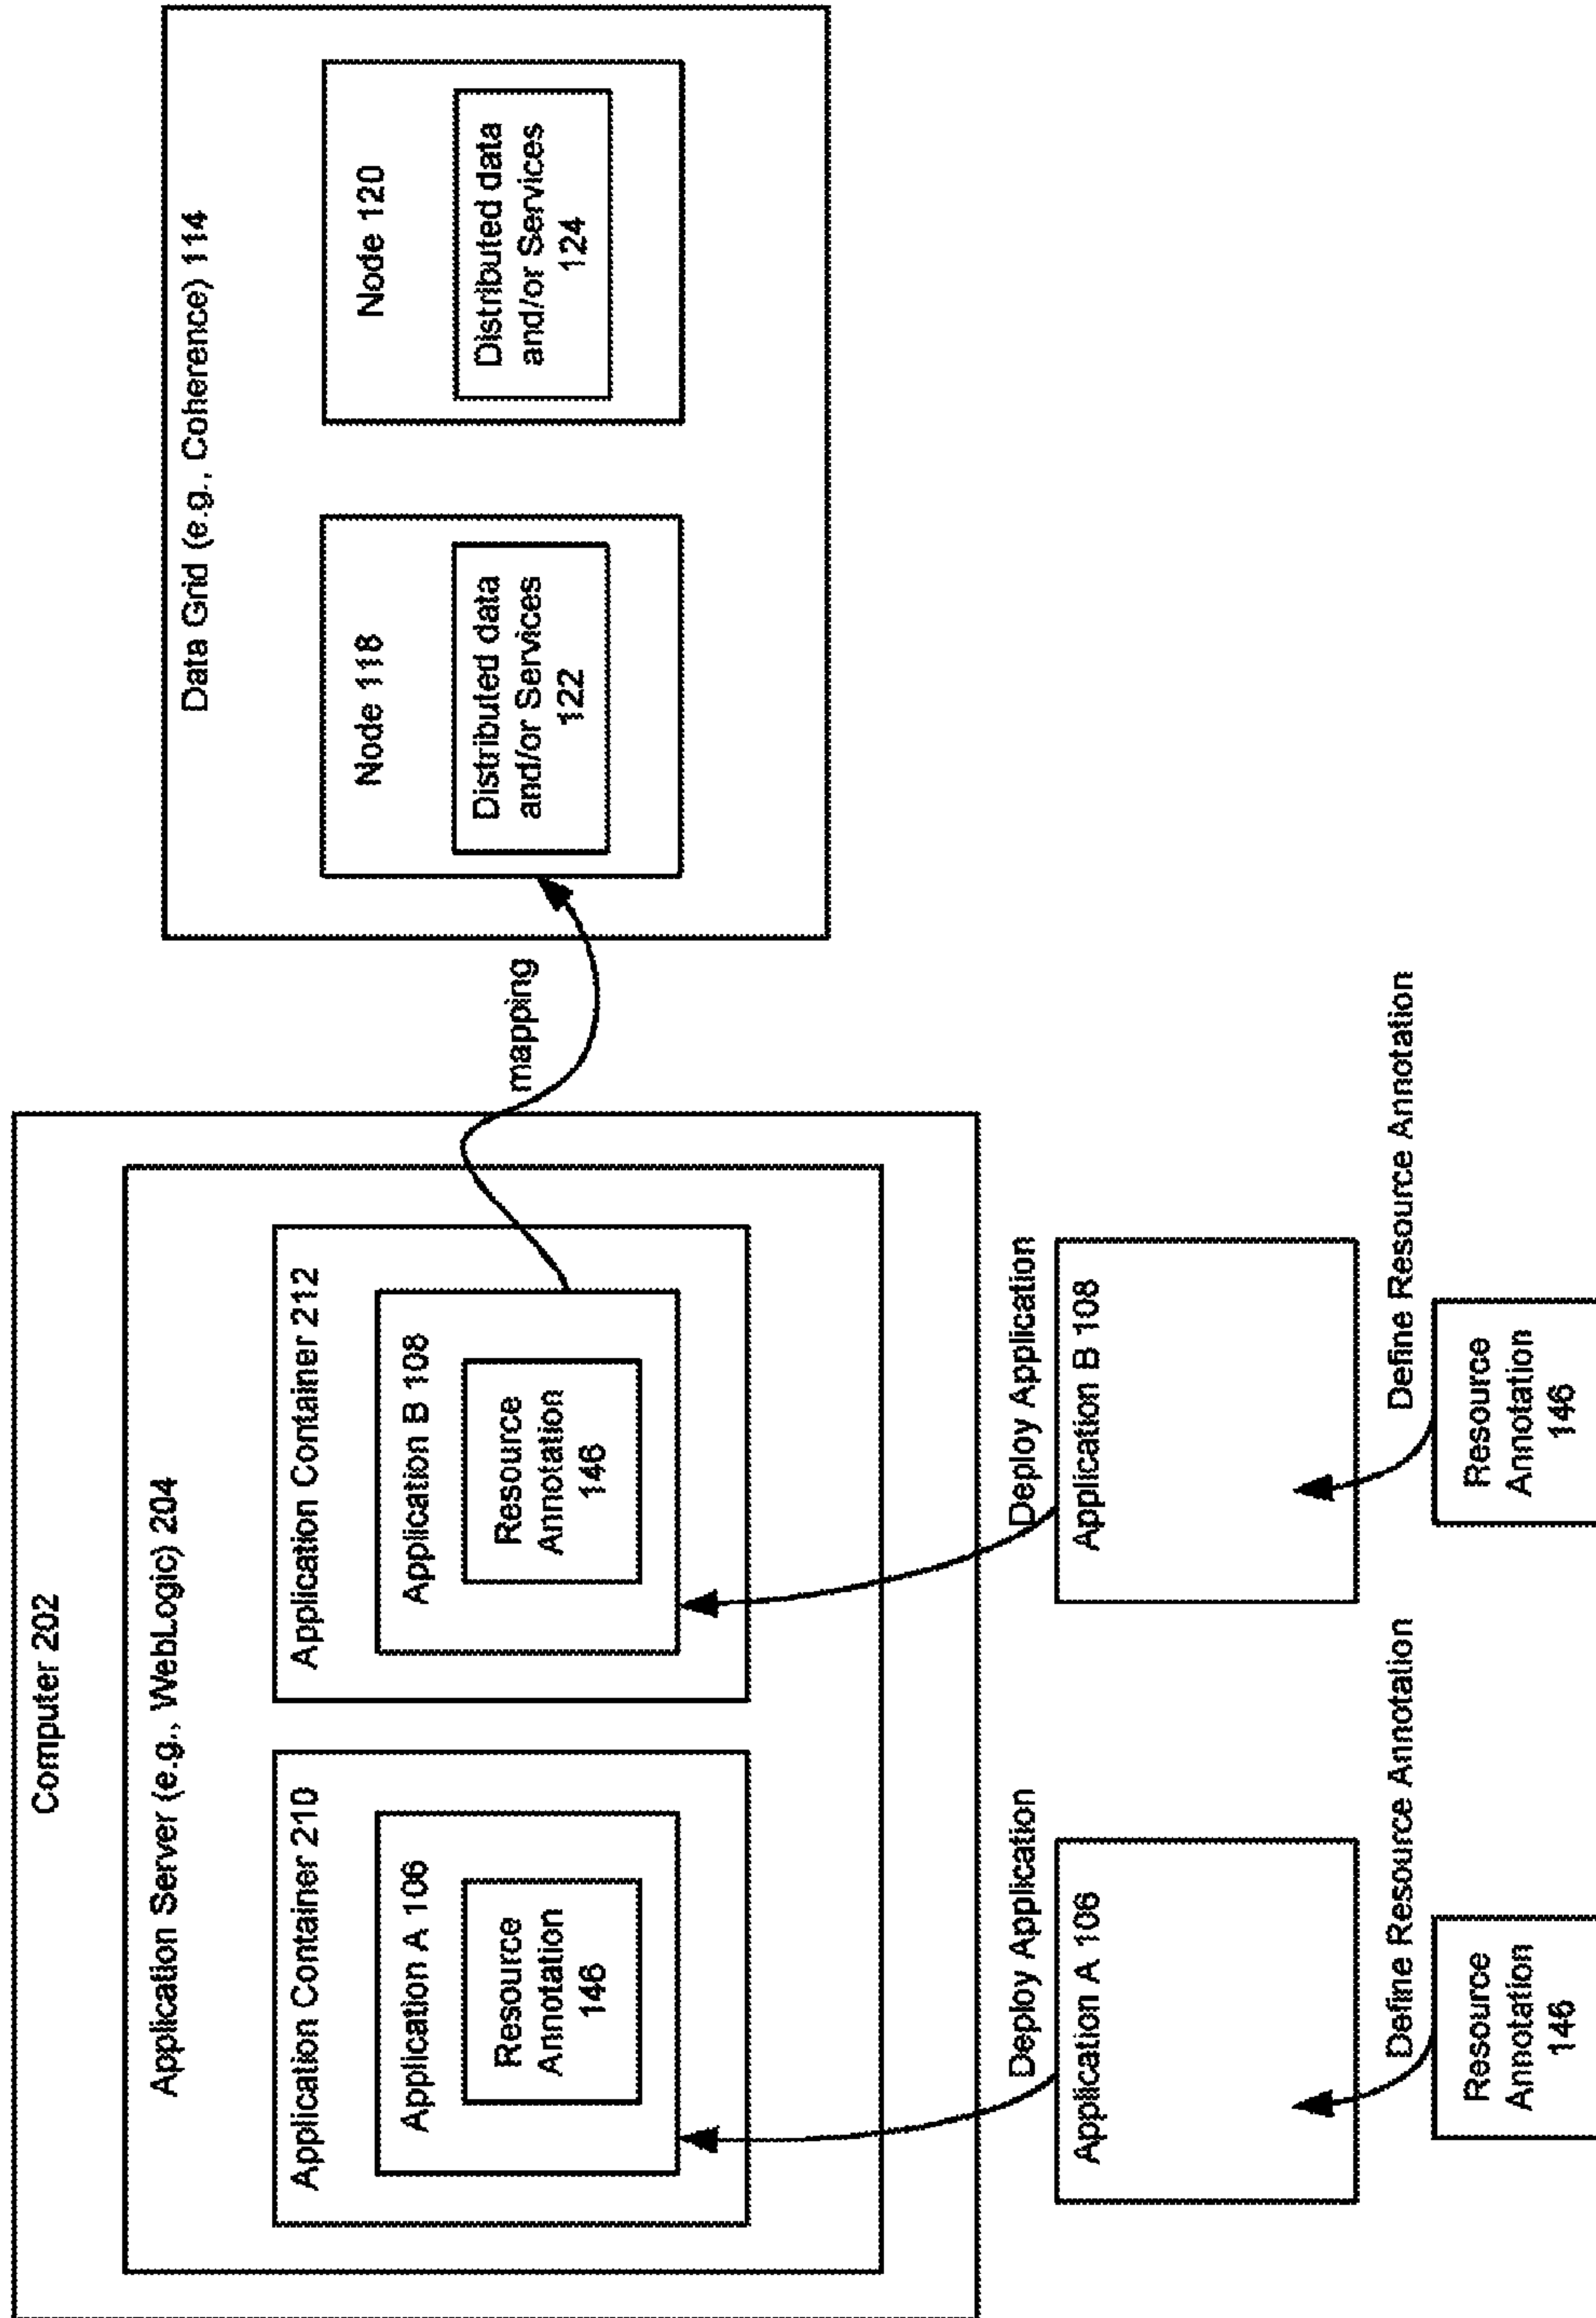 Computer 202
Application Server (e.g., WebLogic) 204
Application Container 210
Application A 106
Resource
Annotation
146
Application Container 212
Application B 108
Resource
Annotation
146
mapping
Data Grid (e.g., Coherence) 114
Node 118
Distributed data
and/or Services
122
Node 120
Distributed data
and/or Services
124
Deploy Application
Application A 106
Define Resource Annotation
Resource
Annotation
146
Deploy Application
Application B 108
Define Resource Annotation
Resource
Annotation
146